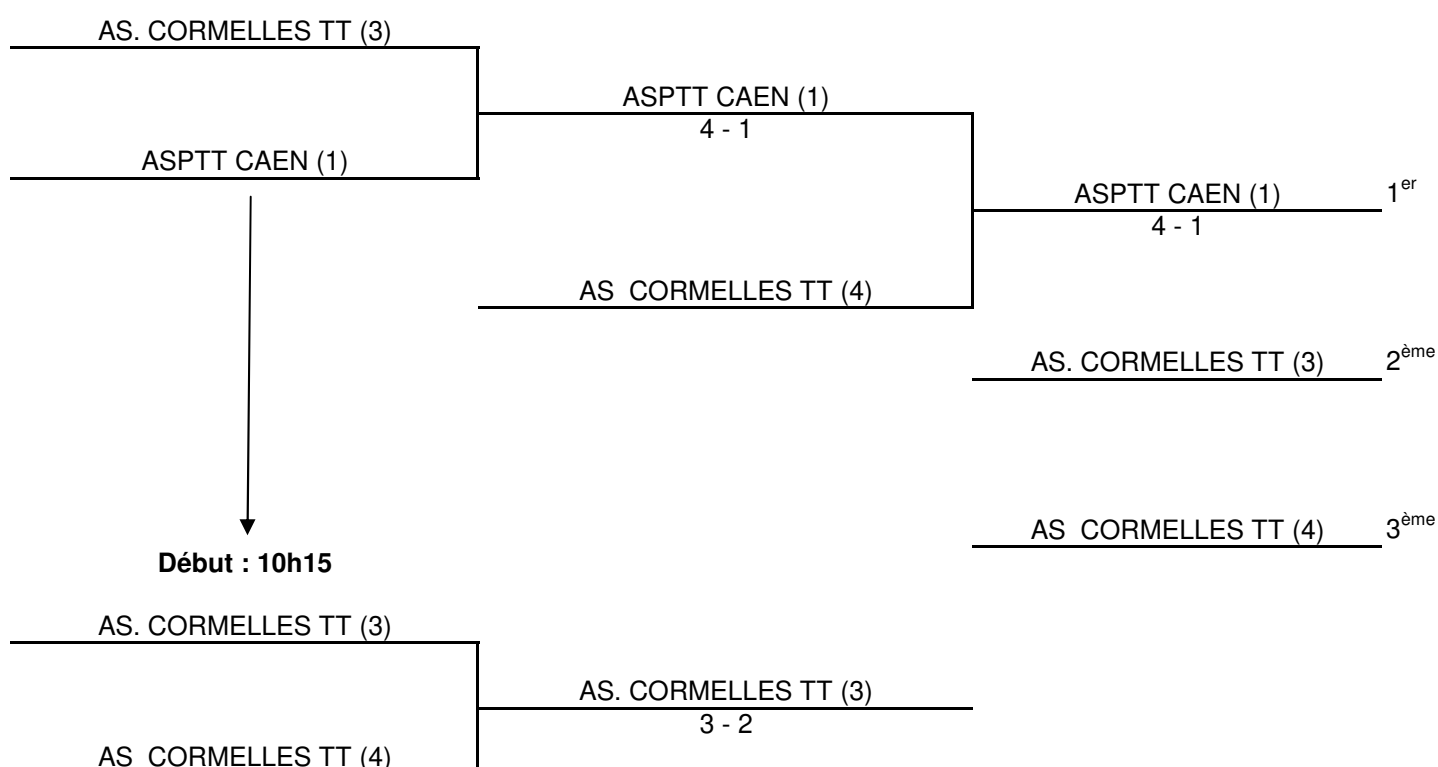 AS. CORMELLES TT (3)
ASPTT CAEN (1)
4 - 1
ASPTT CAEN (1)
ASPTT CAEN (1) 1er
4 - 1
AS  CORMELLES TT (4)
AS. CORMELLES TT (3) 2ème
AS  CORMELLES TT (4) 3ème
Début : 10h15
AS. CORMELLES TT (3)
AS. CORMELLES TT (3)
3 - 2
AS  CORMELLES TT (4)